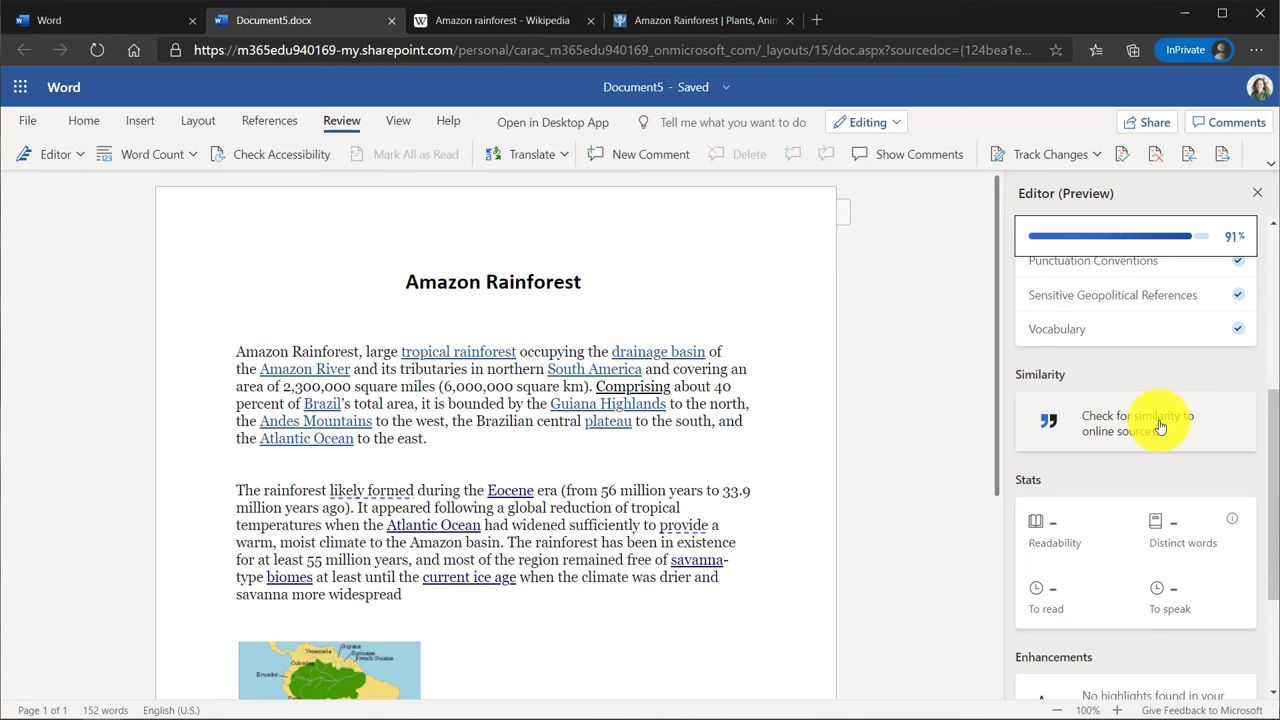 Word
Document5.docx
Amazon rainforest - Wikipedia
Amazon Rainforest | Plants, Anim
https://m365edu940169-my.sharepoint.com/personal/carac_m365edu940169_onmicrosoft_com/_layouts/15/doc.aspx?sourcedoc={124bea1e...
InPrivate
Word
Document5 - Saved
File Home Insert Layout References Review View Help Open in Desktop App Tell me what you want to do Editing Share Comments
Editor Word Count Check Accessibility Mark All as Read Translate New Comment Delete Show Comments Track Changes
Amazon Rainforest
Amazon Rainforest, large tropical rainforest occupying the drainage basin of
the Amazon River and its tributaries in northern South America and covering an
area of 2,300,000 square miles (6,000,000 square km). Comprising about 40
percent of Brazil’s total area, it is bounded by the Guiana Highlands to the north,
the Andes Mountains to the west, the Brazilian central plateau to the south, and
the Atlantic Ocean to the east.
The rainforest likely formed during the Eocene era (from 56 million years to 33.9
million years ago). It appeared following a global reduction of tropical
temperatures when the Atlantic Ocean had widened sufficiently to provide a
warm, moist climate to the Amazon basin. The rainforest has been in existence
for at least 55 million years, and most of the region remained free of savanna-
type biomes at least until the current ice age when the climate was drier and
savanna more widespread
Venezuela
Guyana
Suriname
French Guiana
Colombia
Ecuador
Editor (Preview)
91%
Punctuation Conventions
Sensitive Geopolitical References
Vocabulary
Similarity
Check for similarity to
online sources
Stats
- -
Readability Distinct words
- -
To read To speak
Enhancements
No highlights found in your
Page 1 of 1 152 words English (U.S.) 100% Give Feedback to Microsoft